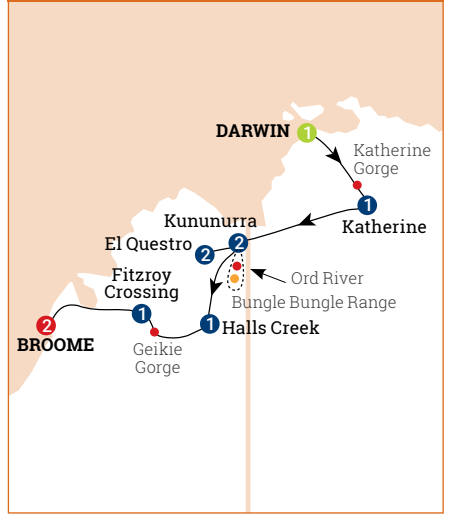 DARWIN 1
Katherine
Gorge
1
Katherine
Kununurra
2
El Questro 2
Ord River
Bungle Bungle Range
Fitzroy
Crossing
1
1 Halls Creek
2
BROOME
Geikie
Gorge